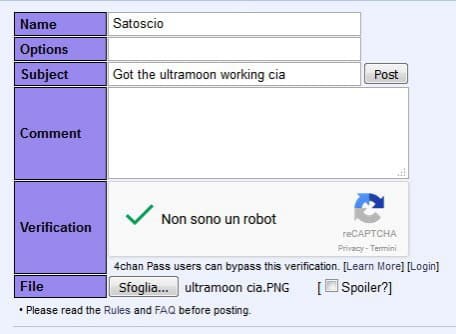 Name Satoscio
Options
Subject Got the ultramoon working cia Post
Comment
Verification Non sono un robot
reCAPTCHA
Privacy - Termini
4chan Pass users can bypass this verification. [Learn More] [Login]
File Sfoglia... ultramoon cia.PNG [ Spoiler?]
• Please read the Rules and FAQ before posting.